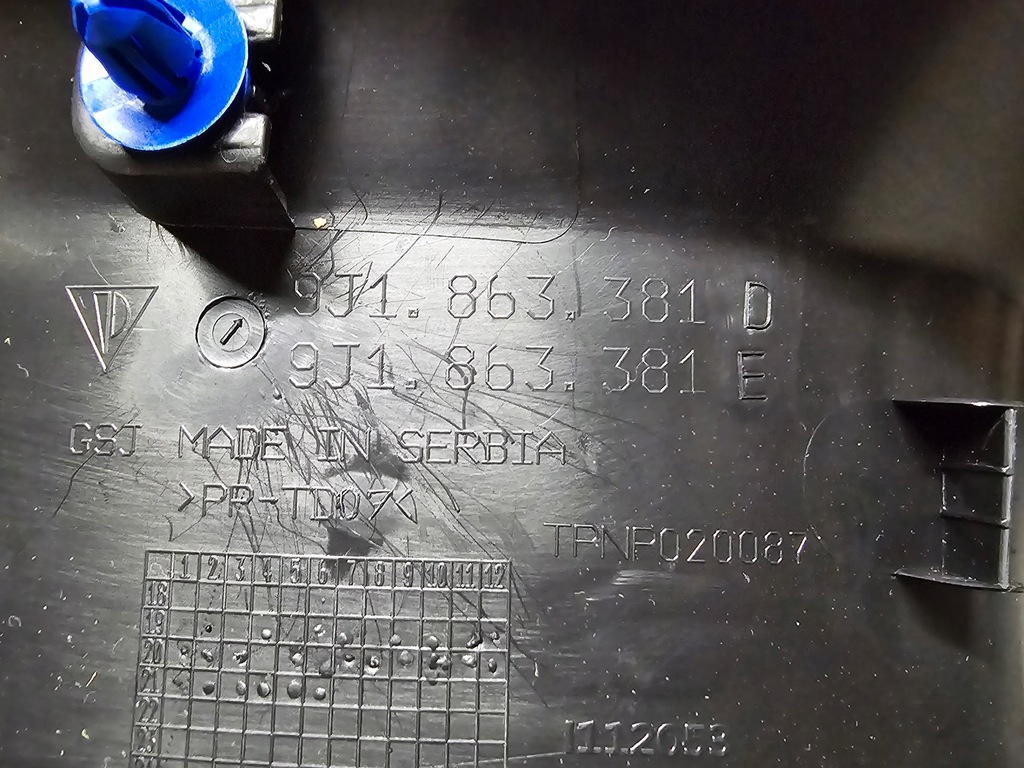 9J1.863.381 D
9J1.863.381 E
GSJ MADE IN SERBIA
>PR-TD07<
TPNP020087
1 2 3 4 5 6 7 8 9 10 11 12
18
19
20
21
22
23
1112053